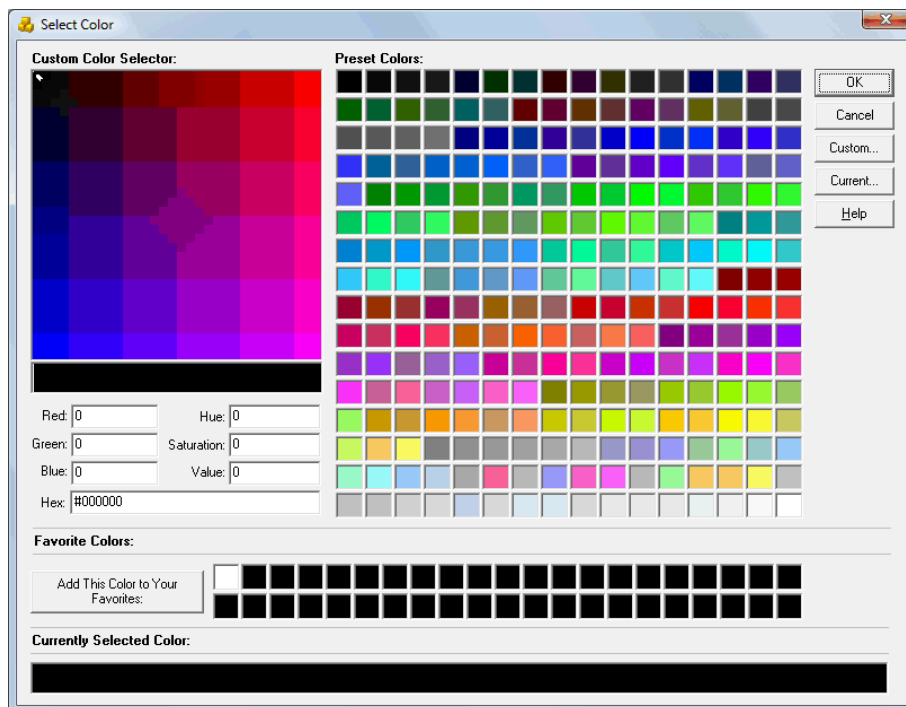 Select Color
Custom Color Selector:
Preset Colors:
OK
Cancel
Custom...
Current...
Help
Red: 0
Hue: 0
Green: 0
Saturation: 0
Blue: 0
Value: 0
Hex: #000000
Favorite Colors:
Add This Color to Your
Favorites:
Currently Selected Color: